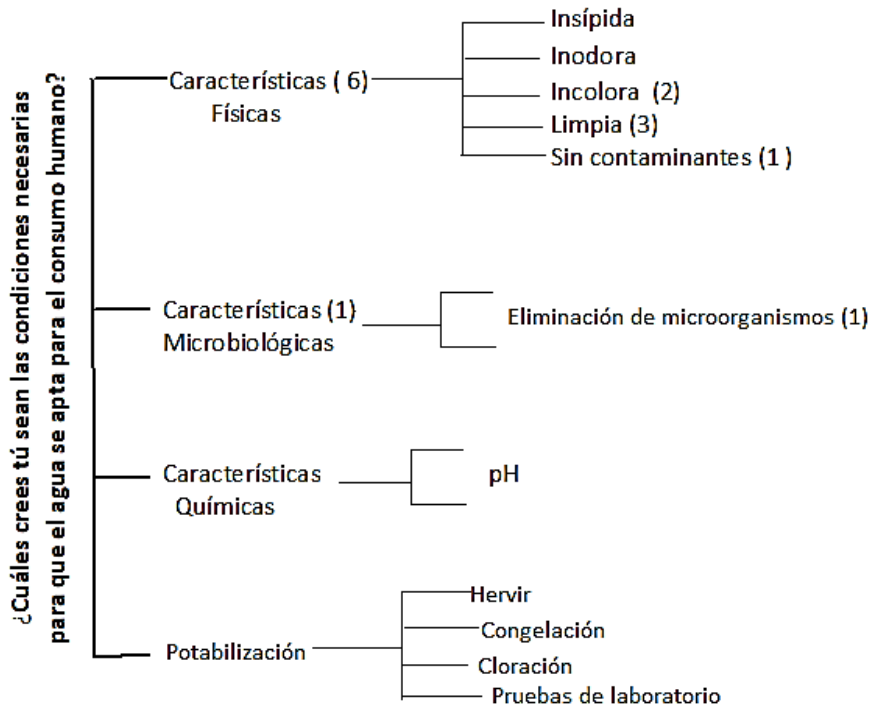 ¿Cuáles crees tú sean las condiciones necesarias
para que el agua se apta para el consumo humano?
Características ( 6)
Físicas
Insípida
Inodora
Incolora (2)
Limpia (3)
Sin contaminantes (1 )
Características (1)
Microbiológicas
Eliminación de microorganismos (1)
Características
Químicas
pH
Potabilización
Hervir
Congelación
Cloración
Pruebas de laboratorio